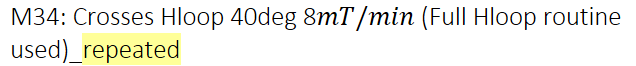 M34: Crosses Hloop 40deg 8mT/min (Full Hloop routine
used)_repeated